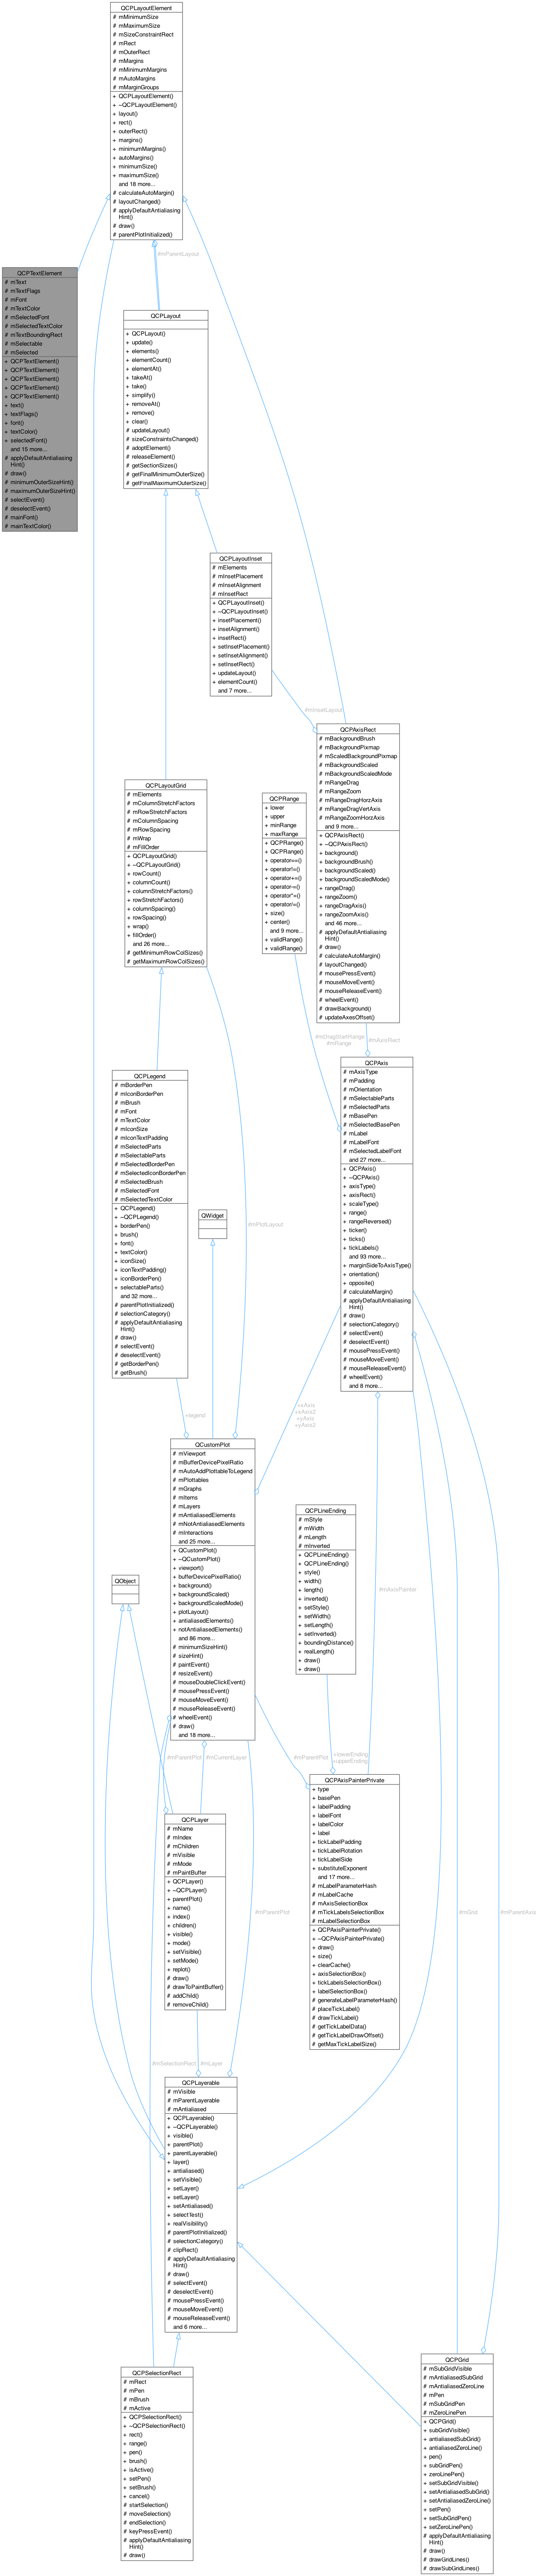 QCPLayoutElement
# mMinimumSize
# mMaximumSize
# mSizeConstraintRect
# mRect
# mOuterRect
# mMargins
# mMinimumMargins
# mAutoMargins
# mMarginGroups
+ QCPLayoutElement()
+ ~QCPLayoutElement()
+ layout()
+ rect()
+ outerRect()
+ margins()
+ minimumMargins()
+ autoMargins()
+ minimumSize()
+ maximumSize()
and 18 more...
# calculateAutoMargin()
# layoutChanged()
# applyDefaultAntialiasing
Hint()
# draw()
# parentPlotInitialized()
#mParentLayout
QCPTextElement
# mText
# mTextFlags
# mFont
# mTextColor
# mSelectedFont
# mSelectedTextColor
# mTextBoundingRect
# mSelectable
# mSelected
+ QCPTextElement()
+ QCPTextElement()
+ QCPTextElement()
+ QCPTextElement()
+ QCPTextElement()
+ text()
+ textFlags()
+ font()
+ textColor()
+ selectedFont()
and 15 more...
# applyDefaultAntialiasing
Hint()
# draw()
# minimumOuterSizeHint()
# maximumOuterSizeHint()
# selectEvent()
# deselectEvent()
# mainFont()
# mainTextColor()
QCPLayout
+ QCPLayout()
+ update()
+ elements()
+ elementCount()
+ elementAt()
+ takeAt()
+ take()
+ simplify()
+ removeAt()
+ remove()
+ clear()
# updateLayout()
# sizeConstraintsChanged()
# adoptElement()
# releaseElement()
# getSectionSizes()
# getFinalMinimumOuterSize()
# getFinalMaximumOuterSize()
QCPLayoutInset
# mElements
# mInsetPlacement
# mInsetAlignment
# mInsetRect
+ QCPLayoutInset()
+ ~QCPLayoutInset()
+ insetPlacement()
+ insetAlignment()
+ insetRect()
+ setInsetPlacement()
+ setInsetAlignment()
+ setInsetRect()
+ updateLayout()
+ elementCount()
and 7 more...
#mInsetLayout
QCPAxisRect
# mBackgroundBrush
# mBackgroundPixmap
# mScaledBackgroundPixmap
# mBackgroundScaled
# mBackgroundScaledMode
# mRangeDrag
# mRangeZoom
# mRangeDragHorzAxis
# mRangeDragVertAxis
# mRangeZoomHorzAxis
and 9 more...
+ QCPAxisRect()
+ ~QCPAxisRect()
+ background()
+ backgroundBrush()
+ backgroundScaled()
+ backgroundScaledMode()
+ rangeDrag()
+ rangeZoom()
+ rangeDragAxis()
+ rangeZoomAxis()
and 46 more...
# applyDefaultAntialiasing
Hint()
# draw()
# calculateAutoMargin()
# layoutChanged()
# mousePressEvent()
# mouseMoveEvent()
# mouseReleaseEvent()
# wheelEvent()
# drawBackground()
# updateAxesOffset()
QCPLayoutGrid
# mElements
# mColumnStretchFactors
# mRowStretchFactors
# mColumnSpacing
# mRowSpacing
# mWrap
# mFillOrder
+ QCPLayoutGrid()
+ ~QCPLayoutGrid()
+ rowCount()
+ columnCount()
+ columnStretchFactors()
+ rowStretchFactors()
+ columnSpacing()
+ rowSpacing()
+ wrap()
+ fillOrder()
and 26 more...
# getMinimumRowColSizes()
# getMaximumRowColSizes()
QCPRange
+ lower
+ upper
+ minRange
+ maxRange
+ QCPRange()
+ QCPRange()
+ operator==()
+ operator!=()
+ operator+=()
+ operator-=()
+ operator*=()
+ operator/=()
+ size()
+ center()
and 9 more...
+ validRange()
+ validRange()
#mDragStartRange
#mRange
#mAxisRect
QCPAxis
# mAxisType
# mPadding
# mOrientation
# mSelectableParts
# mSelectedParts
# mBasePen
# mSelectedBasePen
# mLabel
# mLabelFont
# mSelectedLabelFont
and 27 more...
+ QCPAxis()
+ ~QCPAxis()
+ axisType()
+ axisRect()
+ scaleType()
+ range()
+ rangeReversed()
+ ticker()
+ ticks()
+ tickLabels()
and 93 more...
+ marginSideToAxisType()
+ orientation()
+ opposite()
# calculateMargin()
# applyDefaultAntialiasing
Hint()
# draw()
# selectionCategory()
# selectEvent()
# deselectEvent()
# mousePressEvent()
# mouseMoveEvent()
# mouseReleaseEvent()
# wheelEvent()
and 8 more...
QCPLegend
# mBorderPen
# mIconBorderPen
# mBrush
# mFont
# mTextColor
# mIconSize
# mIconTextPadding
# mSelectedParts
# mSelectableParts
# mSelectedBorderPen
# mSelectedIconBorderPen
# mSelectedBrush
# mSelectedFont
# mSelectedTextColor
+ QCPLegend()
+ ~QCPLegend()
+ borderPen()
+ brush()
+ font()
+ textColor()
+ iconSize()
+ iconTextPadding()
+ iconBorderPen()
+ selectableParts()
and 32 more...
# parentPlotInitialized()
# selectionCategory()
# applyDefaultAntialiasing
Hint()
# draw()
# selectEvent()
# deselectEvent()
# getBorderPen()
# getBrush()
QWidget
#mPlotLayout
+legend
+xAxis
+xAxis2
+yAxis
+yAxis2
QCustomPlot
# mViewport
# mBufferDevicePixelRatio
# mAutoAddPlottableToLegend
# mPlottables
# mGraphs
# mItems
# mLayers
# mAntialiasedElements
# mNotAntialiasedElements
# mInteractions
and 25 more...
+ QCustomPlot()
+ ~QCustomPlot()
+ viewport()
+ bufferDevicePixelRatio()
+ background()
+ backgroundScaled()
+ backgroundScaledMode()
+ plotLayout()
+ antialiasedElements()
+ notAntialiasedElements()
and 86 more...
# minimumSizeHint()
# sizeHint()
# paintEvent()
# resizeEvent()
# mouseDoubleClickEvent()
# mousePressEvent()
# mouseMoveEvent()
# mouseReleaseEvent()
# wheelEvent()
# draw()
and 18 more...
QCPLineEnding
# mStyle
# mWidth
# mLength
# mInverted
+ QCPLineEnding()
+ QCPLineEnding()
+ style()
+ width()
+ length()
+ inverted()
+ setStyle()
+ setWidth()
+ setLength()
+ setInverted()
+ boundingDistance()
+ realLength()
+ draw()
+ draw()
#mAxisPainter
QObject
#mParentPlot
#mCurrentLayer
#mParentPlot
+lowerEnding
+upperEnding
QCPAxisPainterPrivate
+ type
+ basePen
+ labelPadding
+ labelFont
+ labelColor
+ label
+ tickLabelPadding
+ tickLabelRotation
+ tickLabelSide
+ substituteExponent
and 17 more...
# mLabelParameterHash
# mLabelCache
# mAxisSelectionBox
# mTickLabelsSelectionBox
# mLabelSelectionBox
+ QCPAxisPainterPrivate()
+ ~QCPAxisPainterPrivate()
+ draw()
+ size()
+ clearCache()
+ axisSelectionBox()
+ tickLabelsSelectionBox()
+ labelSelectionBox()
# generateLabelParameterHash()
# placeTickLabel()
# drawTickLabel()
# getTickLabelData()
# getTickLabelDrawOffset()
# getMaxTickLabelSize()
QCPLayer
# mName
# mIndex
# mChildren
# mVisible
# mMode
# mPaintBuffer
+ QCPLayer()
+ ~QCPLayer()
+ parentPlot()
+ name()
+ index()
+ children()
+ visible()
+ mode()
+ setVisible()
+ setMode()
+ replot()
# draw()
# drawToPaintBuffer()
# addChild()
# removeChild()
#mParentPlot
#mGrid
#mParentAxis
#mSelectionRect
#mLayer
QCPLayerable
# mVisible
# mParentLayerable
# mAntialiased
+ QCPLayerable()
+ ~QCPLayerable()
+ visible()
+ parentPlot()
+ parentLayerable()
+ layer()
+ antialiased()
+ setVisible()
+ setLayer()
+ setLayer()
+ setAntialiased()
+ selectTest()
+ realVisibility()
# parentPlotInitialized()
# selectionCategory()
# clipRect()
# applyDefaultAntialiasing
Hint()
# draw()
# selectEvent()
# deselectEvent()
# mousePressEvent()
# mouseMoveEvent()
# mouseReleaseEvent()
and 6 more...
QCPSelectionRect
# mRect
# mPen
# mBrush
# mActive
+ QCPSelectionRect()
+ ~QCPSelectionRect()
+ rect()
+ range()
+ pen()
+ brush()
+ isActive()
+ setPen()
+ setBrush()
+ cancel()
# startSelection()
# moveSelection()
# endSelection()
# keyPressEvent()
# applyDefaultAntialiasing
Hint()
# draw()
QCPGrid
# mSubGridVisible
# mAntialiasedSubGrid
# mAntialiasedZeroLine
# mPen
# mSubGridPen
# mZeroLinePen
+ QCPGrid()
+ subGridVisible()
+ antialiasedSubGrid()
+ antialiasedZeroLine()
+ pen()
+ subGridPen()
+ zeroLinePen()
+ setSubGridVisible()
+ setAntialiasedSubGrid()
+ setAntialiasedZeroLine()
+ setPen()
+ setSubGridPen()
+ setZeroLinePen()
# applyDefaultAntialiasing
Hint()
# draw()
# drawGridLines()
# drawSubGridLines()